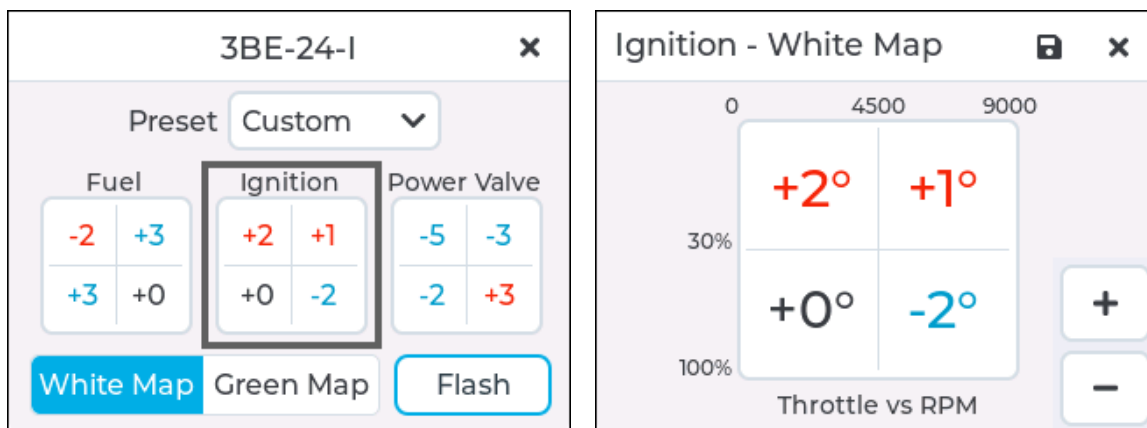 3BE-24-I ×
Preset Custom
Fuel Ignition Power Valve
-2 +3 +2 +1 -5 -3
+3 +0 +0 -2 -2 +3
White Map Green Map Flash
Ignition - White Map ×
0 4500 9000
+2° +1°
30%
+0° -2° +
100% −
Throttle vs RPM